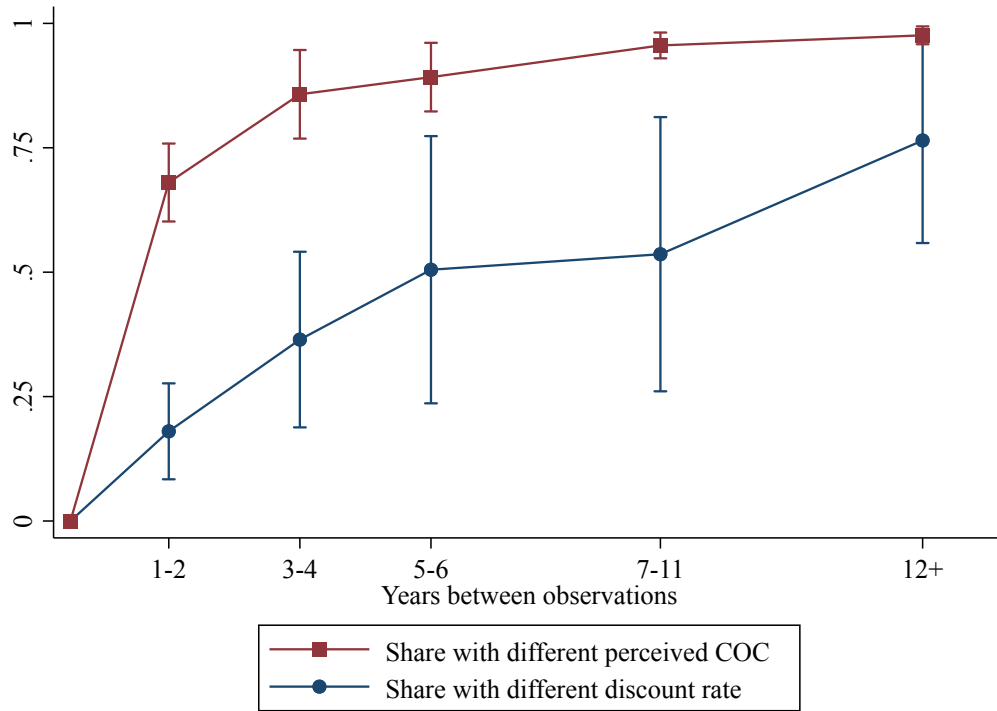 1
.75
.5
.25
0
1-2 3-4 5-6 7-11 12+
Years between observations
Share with different perceived COC
Share with different discount rate